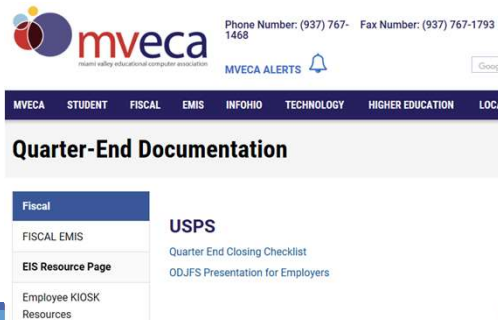 mveca
miami valley educational computer association
Phone Number: (937) 767-1468
Fax Number: (937) 767-1793
MVECA ALERTS
Goog
MVECA STUDENT FISCAL EMIS INFOHIO TECHNOLOGY HIGHER EDUCATION LOCA
Quarter-End Documentation
Fiscal
FISCAL EMIS
EIS Resource Page
Employee KIOSK
Resources
USPS
Quarter End Closing Checklist
ODJFS Presentation for Employers